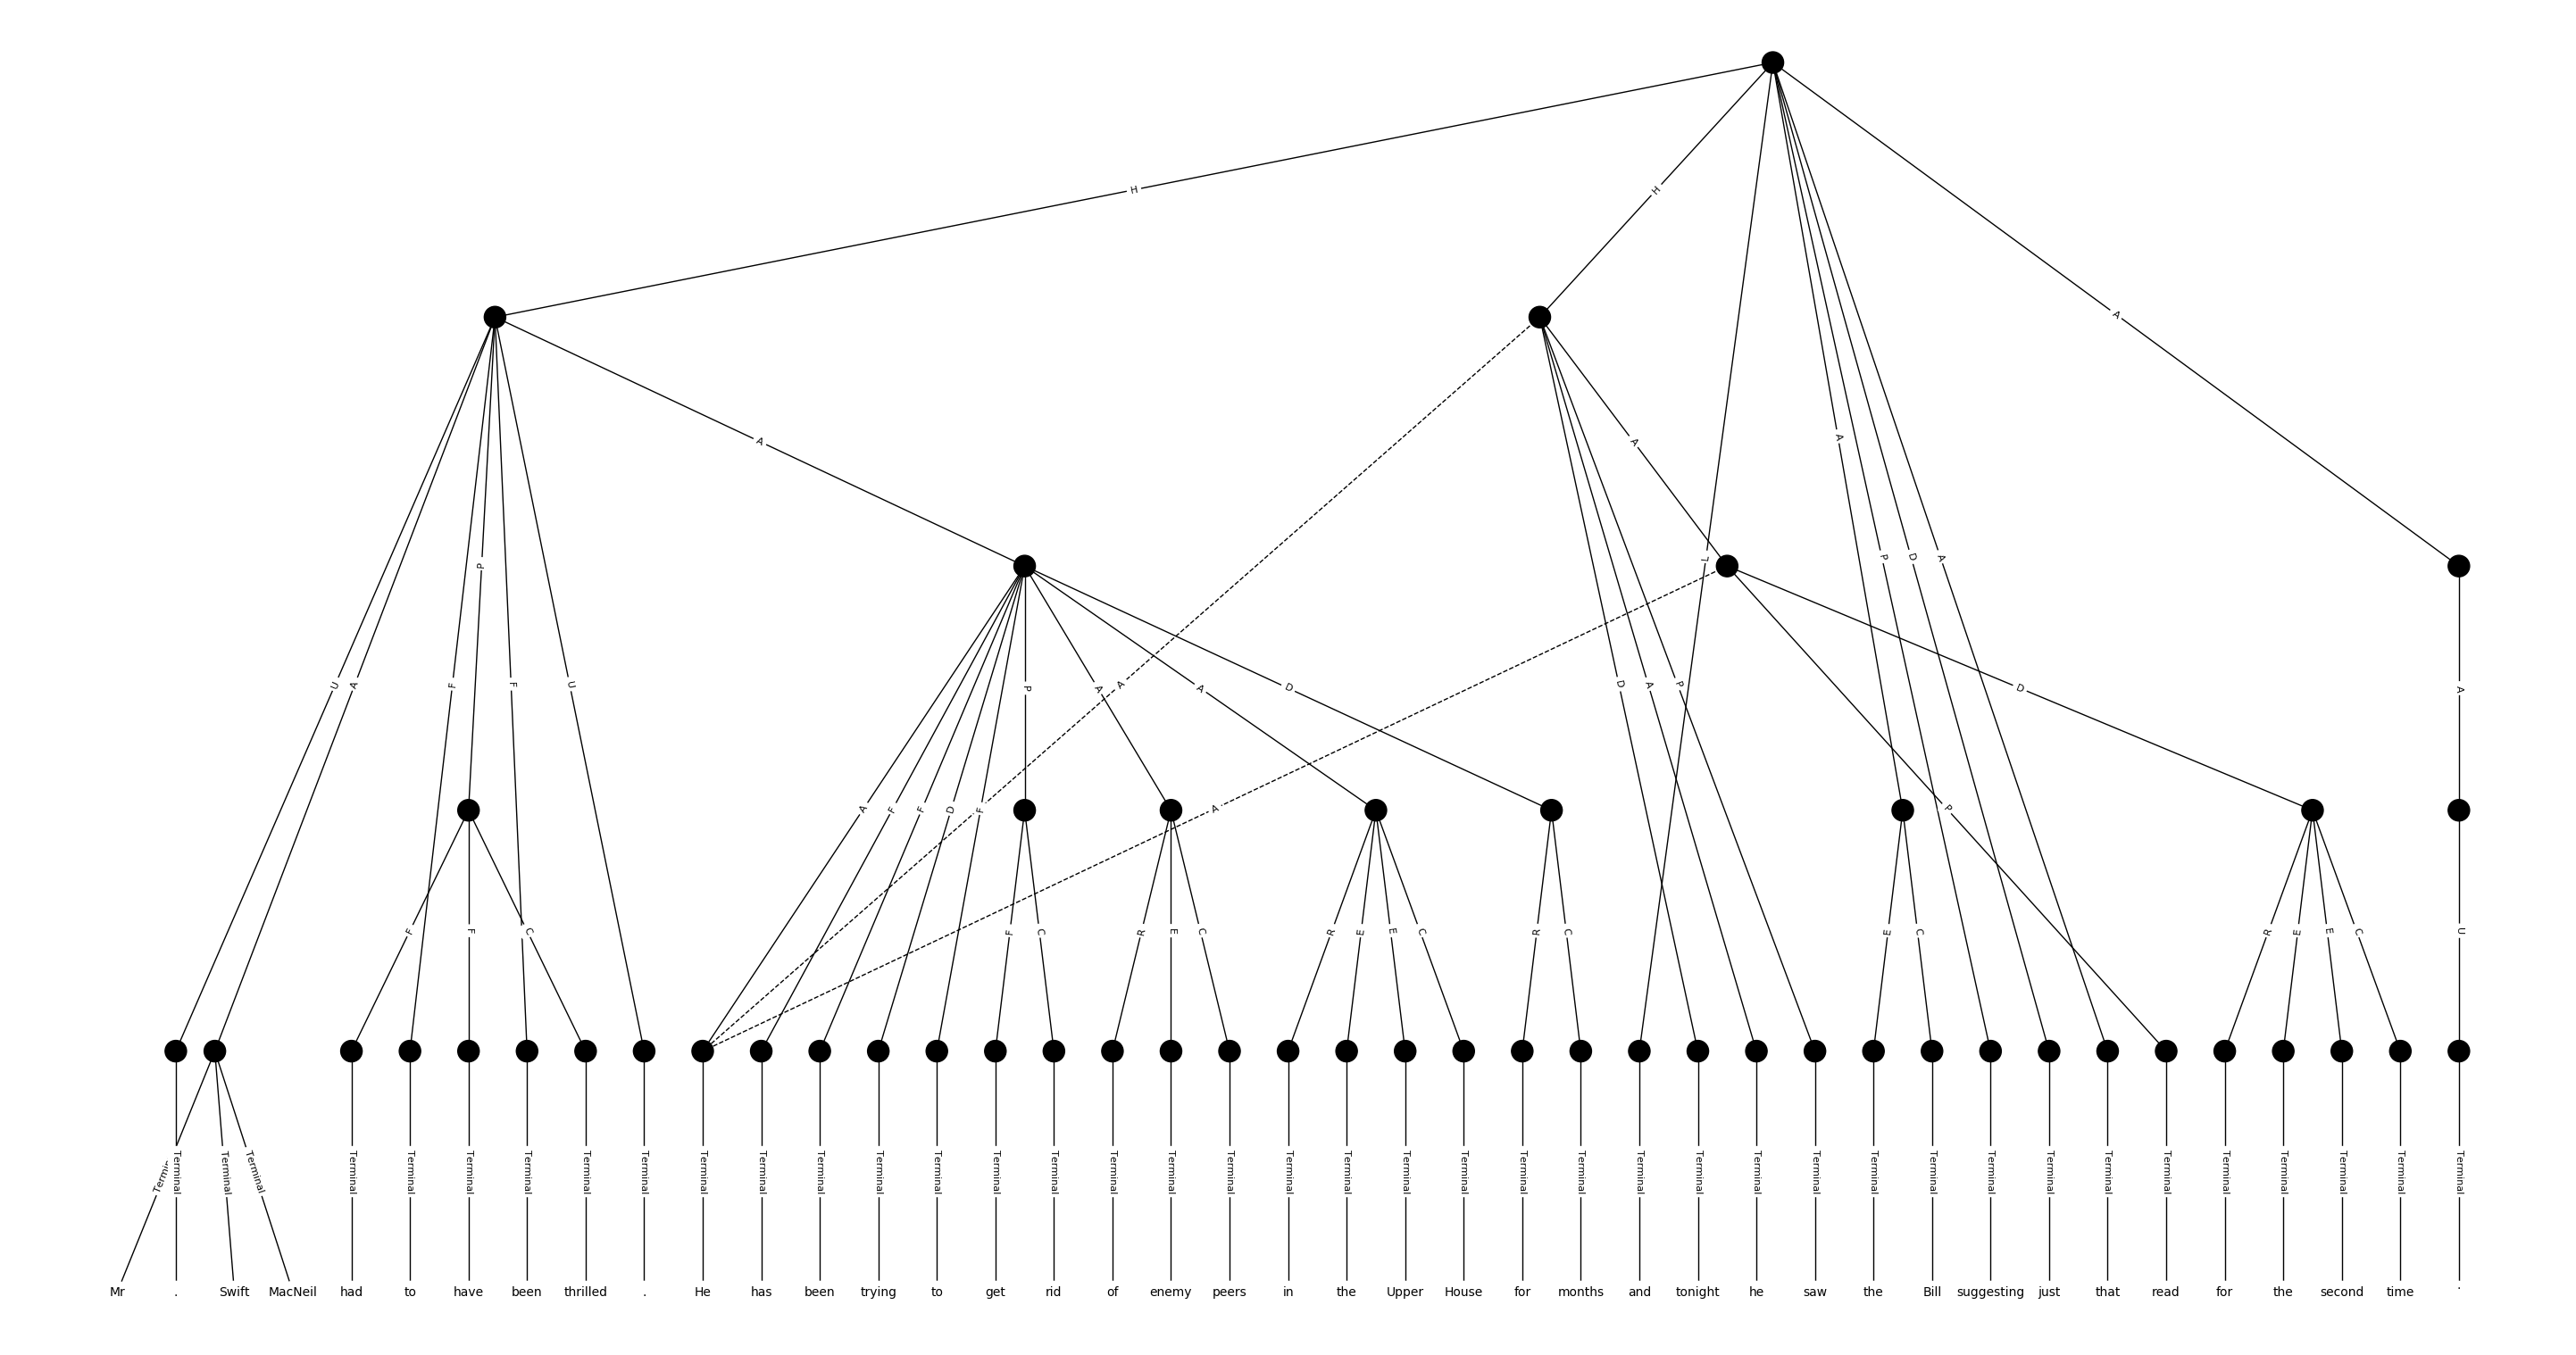 H
H
A
A
A
A
P
L
P
D
A
U
A
F
F
U
P
A
A
A
D
D
A
P
D
A
A
F
F
D
F
A
P
F
F
C
F
C
R
E
C
R
E
E
C
R
C
E
C
R
E
E
C
U
Terminal Terminal Terminal Terminal Terminal Terminal Terminal Terminal Terminal Terminal Terminal Terminal Terminal Terminal Terminal Terminal Terminal Terminal Terminal Terminal Terminal Terminal Terminal Terminal Terminal Terminal Terminal Terminal Terminal Terminal Terminal Terminal Terminal Terminal Terminal Terminal Terminal Terminal Terminal Terminal
Mr . Swift MacNeil had to have been thrilled . He has been trying to get rid of enemy peers in the Upper House for months and tonight he saw the Bill suggesting just that read for the second time .